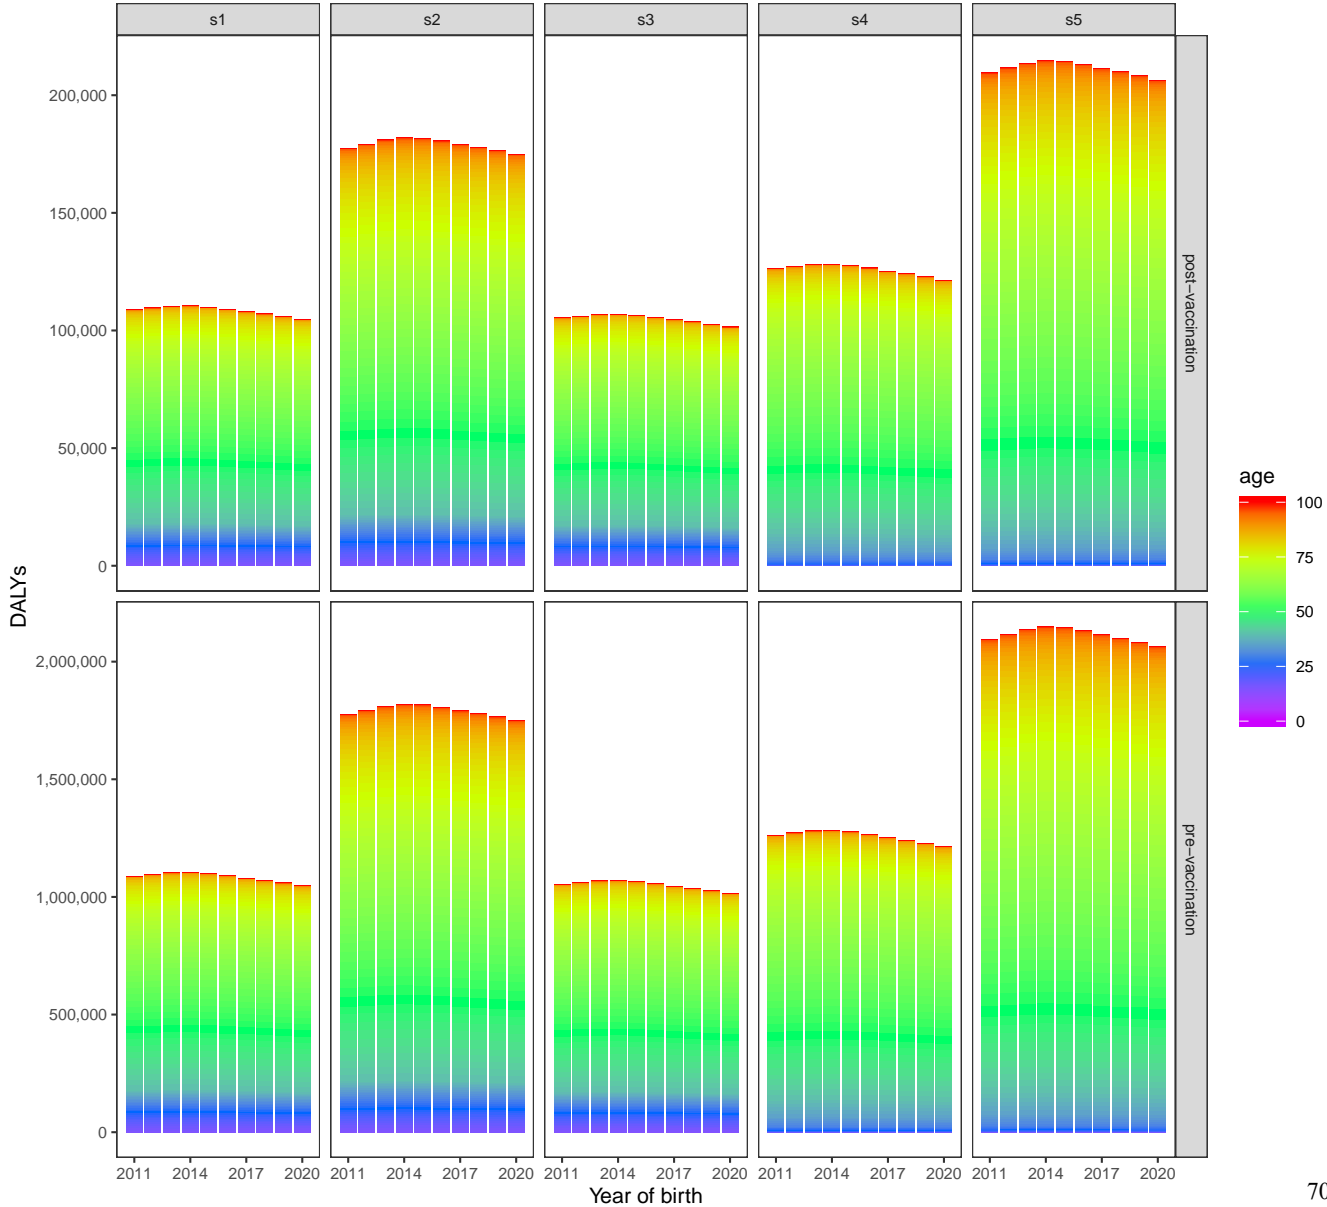 s1 s2 s3 s4 s5
200,000
150,000
100,000
50,000
0
post−vaccination
DALYs
2,000,000
1,500,000
1,000,000
500,000
0
pre−vaccination
2011 2014 2017 2020 2011 2014 2017 2020 2011 2014 2017 2020 2011 2014 2017 2020 2011 2014 2017 2020
Year of birth
age
100
75
50
25
0
70